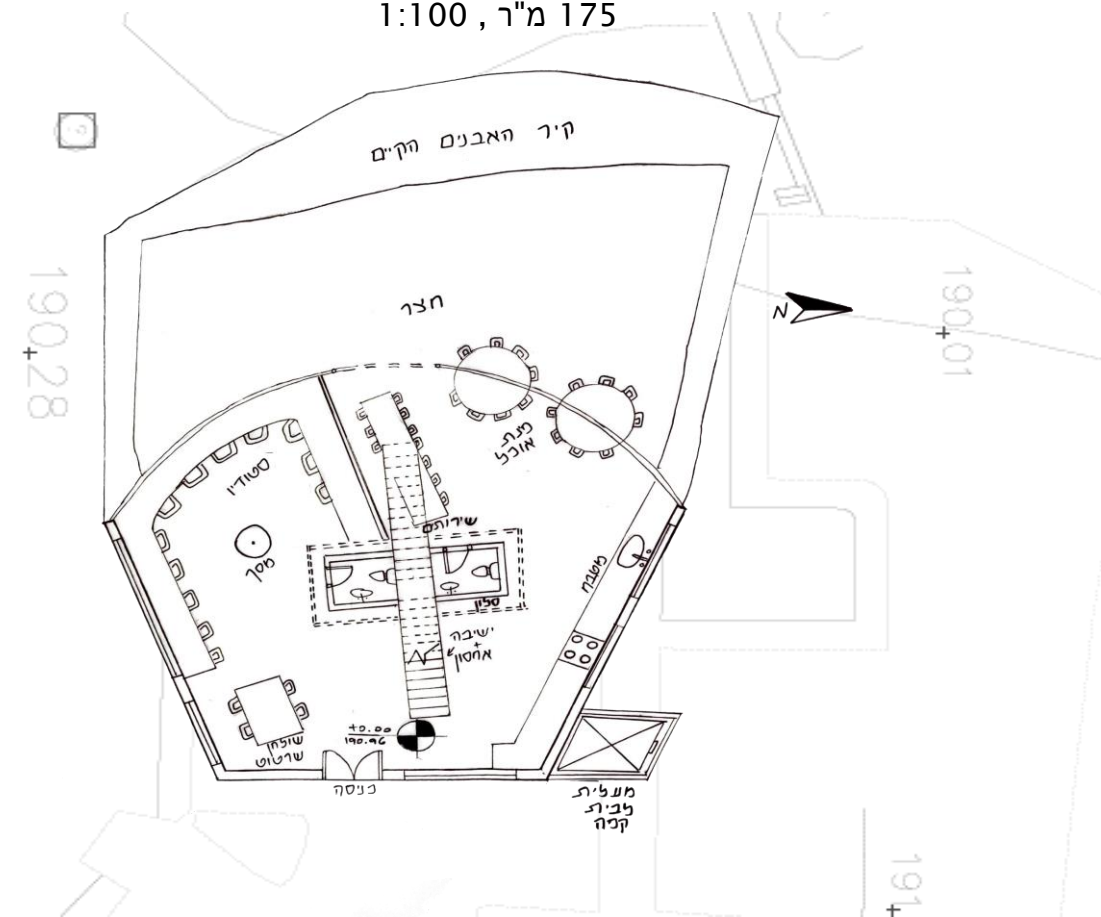 175 מ"ר , 1:100
קיר האבנים הקיים
חצר
N
190.28
190.01
פנת
אוכל
סטודיו
מסך
שירותים
מטבח
סלון
ישיבה
+
אחסון
שולחן
שרטוט
+0.00
190.96
כניסה
מעלית
לבית
קפה
191